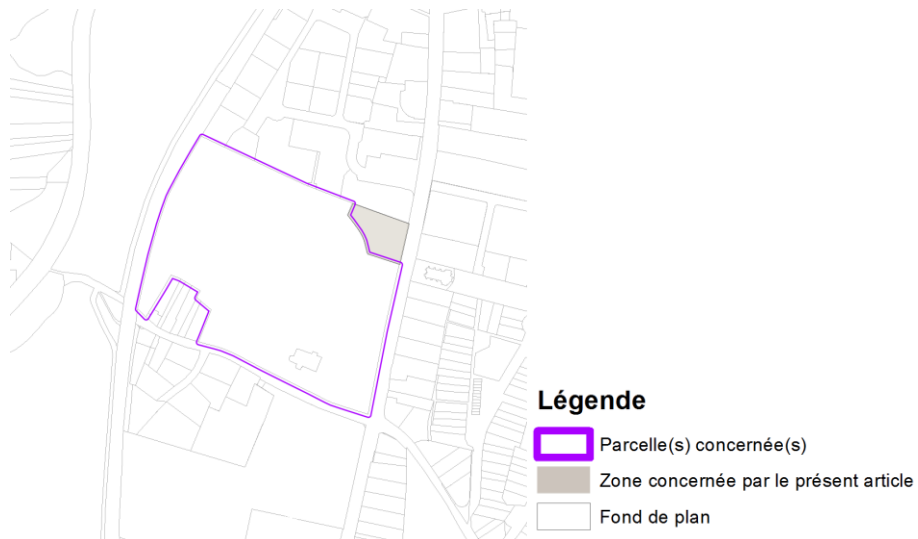 Légende
Parcelle(s) concernée(s)
Zone concernée par le présent article
Fond de plan